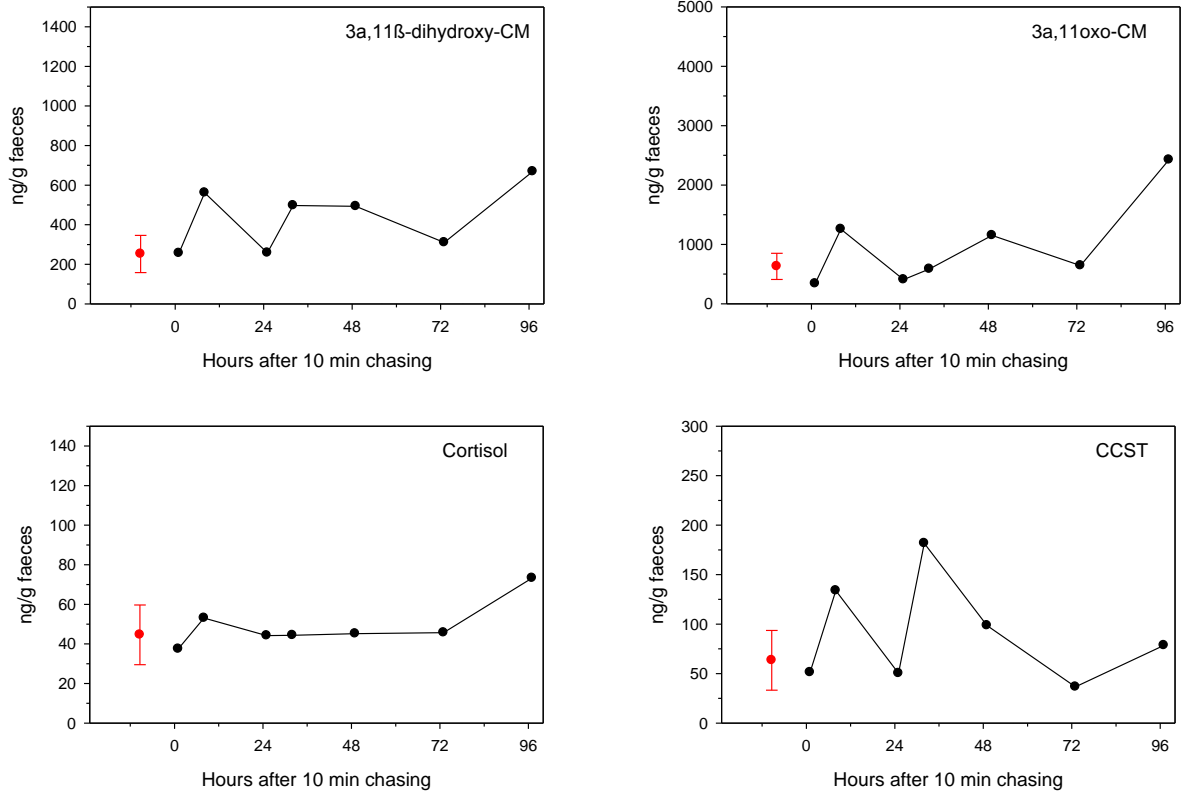 3a,11ß-dihydroxy-CM
1400
1200
1000
800
600
400
200
0
ng/g faeces
0 24 48 72 96
Hours after 10 min chasing
3a,11oxo-CM
5000
4000
3000
2000
1000
0
ng/g faeces
0 24 48 72 96
Hours after 10 min chasing
Cortisol
140
120
100
80
60
40
20
0
ng/g faeces
0 24 48 72 96
Hours after 10 min chasing
CCST
300
250
200
150
100
50
0
ng/g faeces
0 24 48 72 96
Hours after 10 min chasing